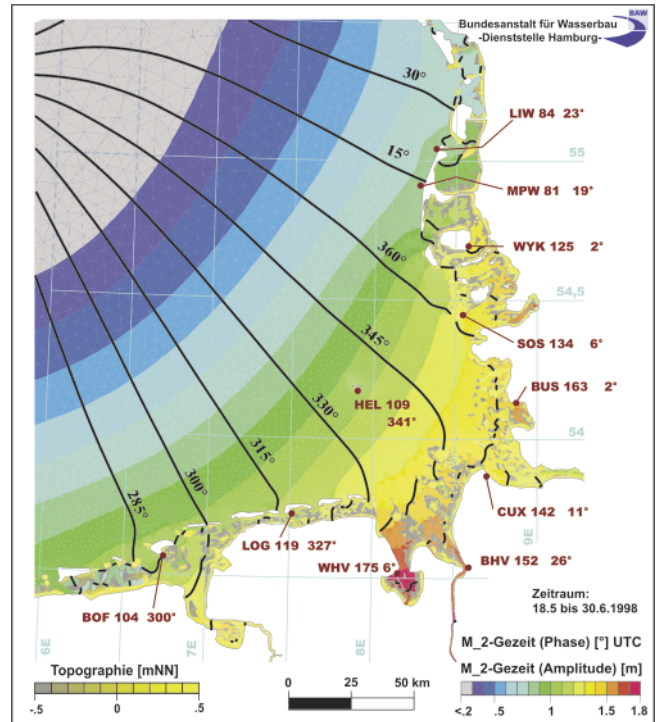 BAW
Bundesanstalt für Wasserbau
-Dienststelle Hamburg-
30°
LIW 84 23°
15°
55
MPW 81 19°
WYK 125 2°
360°
54,5
SOS 134 6°
345°
BUS 163 2°
HEL 109
341°
330°
54
315°
300°
285°
CUX 142 11°
LOG 119 327°
9E
WHV 175 6°
BHV 152 26°
BOF 104 300°
Zeitraum:
18.5 bis 30.6.1998
6E
7E
8E
M_2-Gezeit (Phase) [°] UTC
Topographie [mNN]
M_2-Gezeit (Amplitude) [m]
-.5 0 .5
0 25 50 km
<.2 .5 1 1.5 1.8